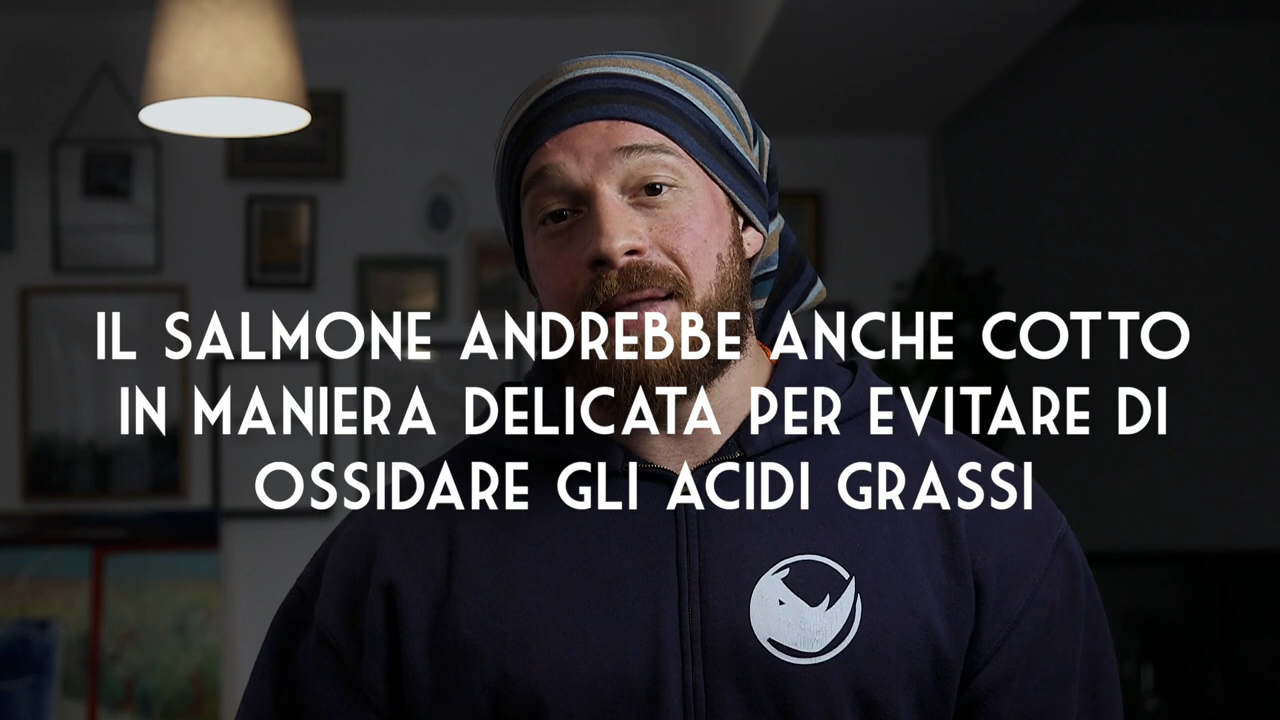 IL SALMONE ANDREBBE ANCHE COTTO
IN MANIERA DELICATA PER EVITARE DI
OSSIDARE GLI ACIDI GRASSI